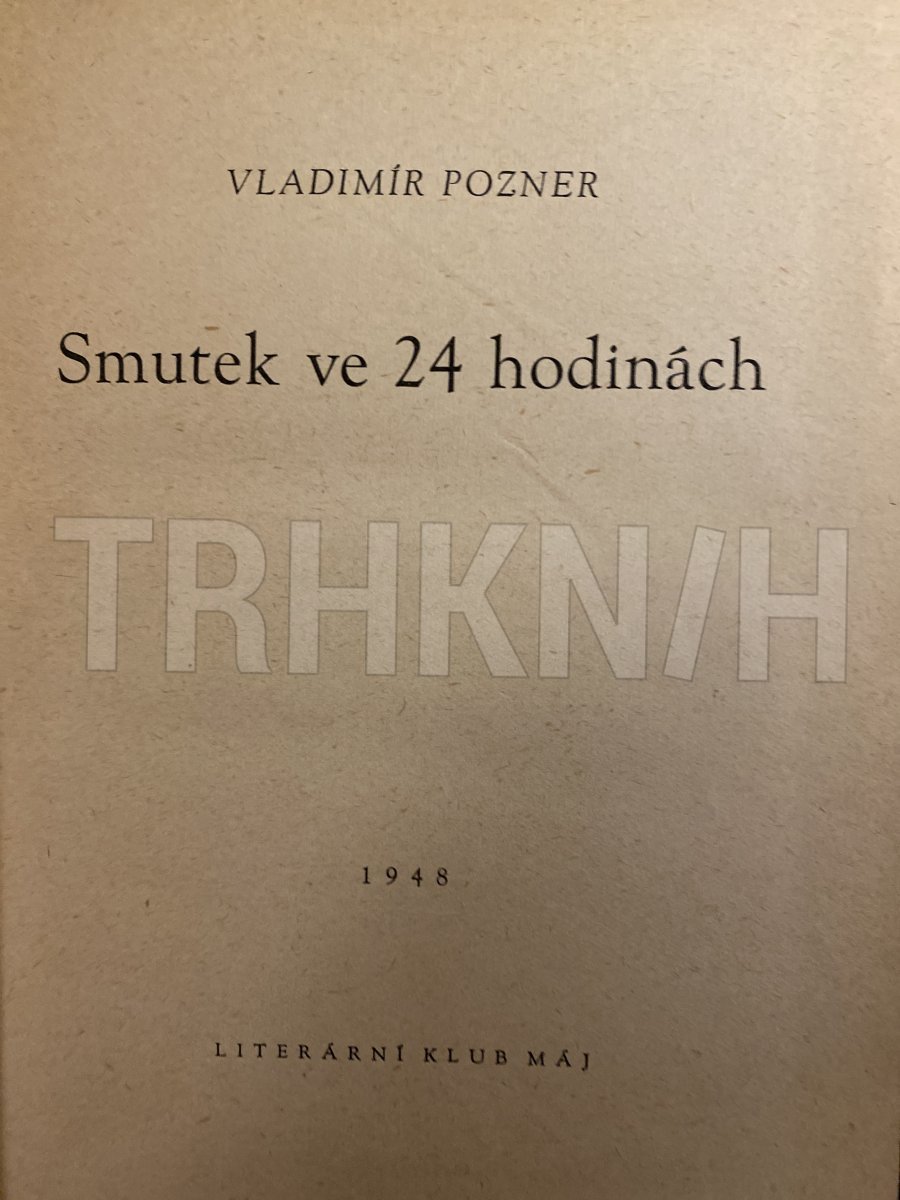 VLADIMÍR POZNER
Smutek ve 24 hodinách
TRHKN/H
1948
LITERÁRNÍ KLUB MÁJ